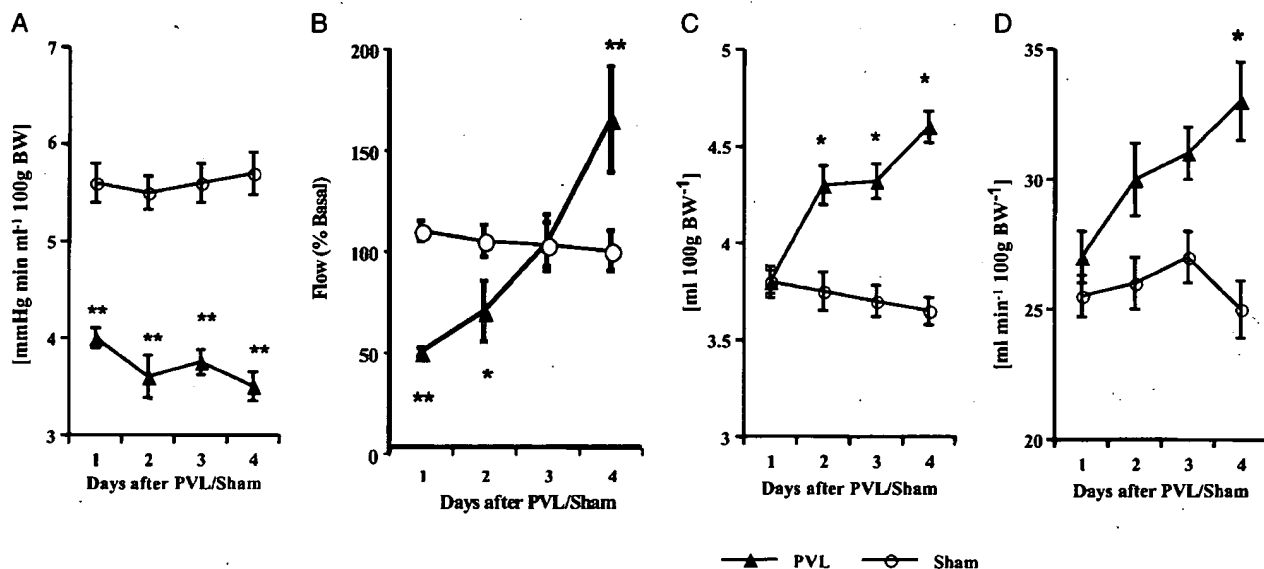 A
7
6
5
4
3
[mmHg min ml⁻¹ 100g BW]
**
**
**
**
1 2 3 4
Days after PVL/Sham
B
200
150
100
50
0
Flow (% Basal)
**
*
**
1 2 3 4
Days after PVL/Sham
C
5
4.5
4
3.5
3
[ml 100g BW⁻¹]
*
*
*
1 2 3 4
Days after PVL/Sham
D
35
30
25
20
[ml min⁻¹ 100g BW⁻¹]
*
1 2 3 4
Days after PVL/Sham
PVL Sham